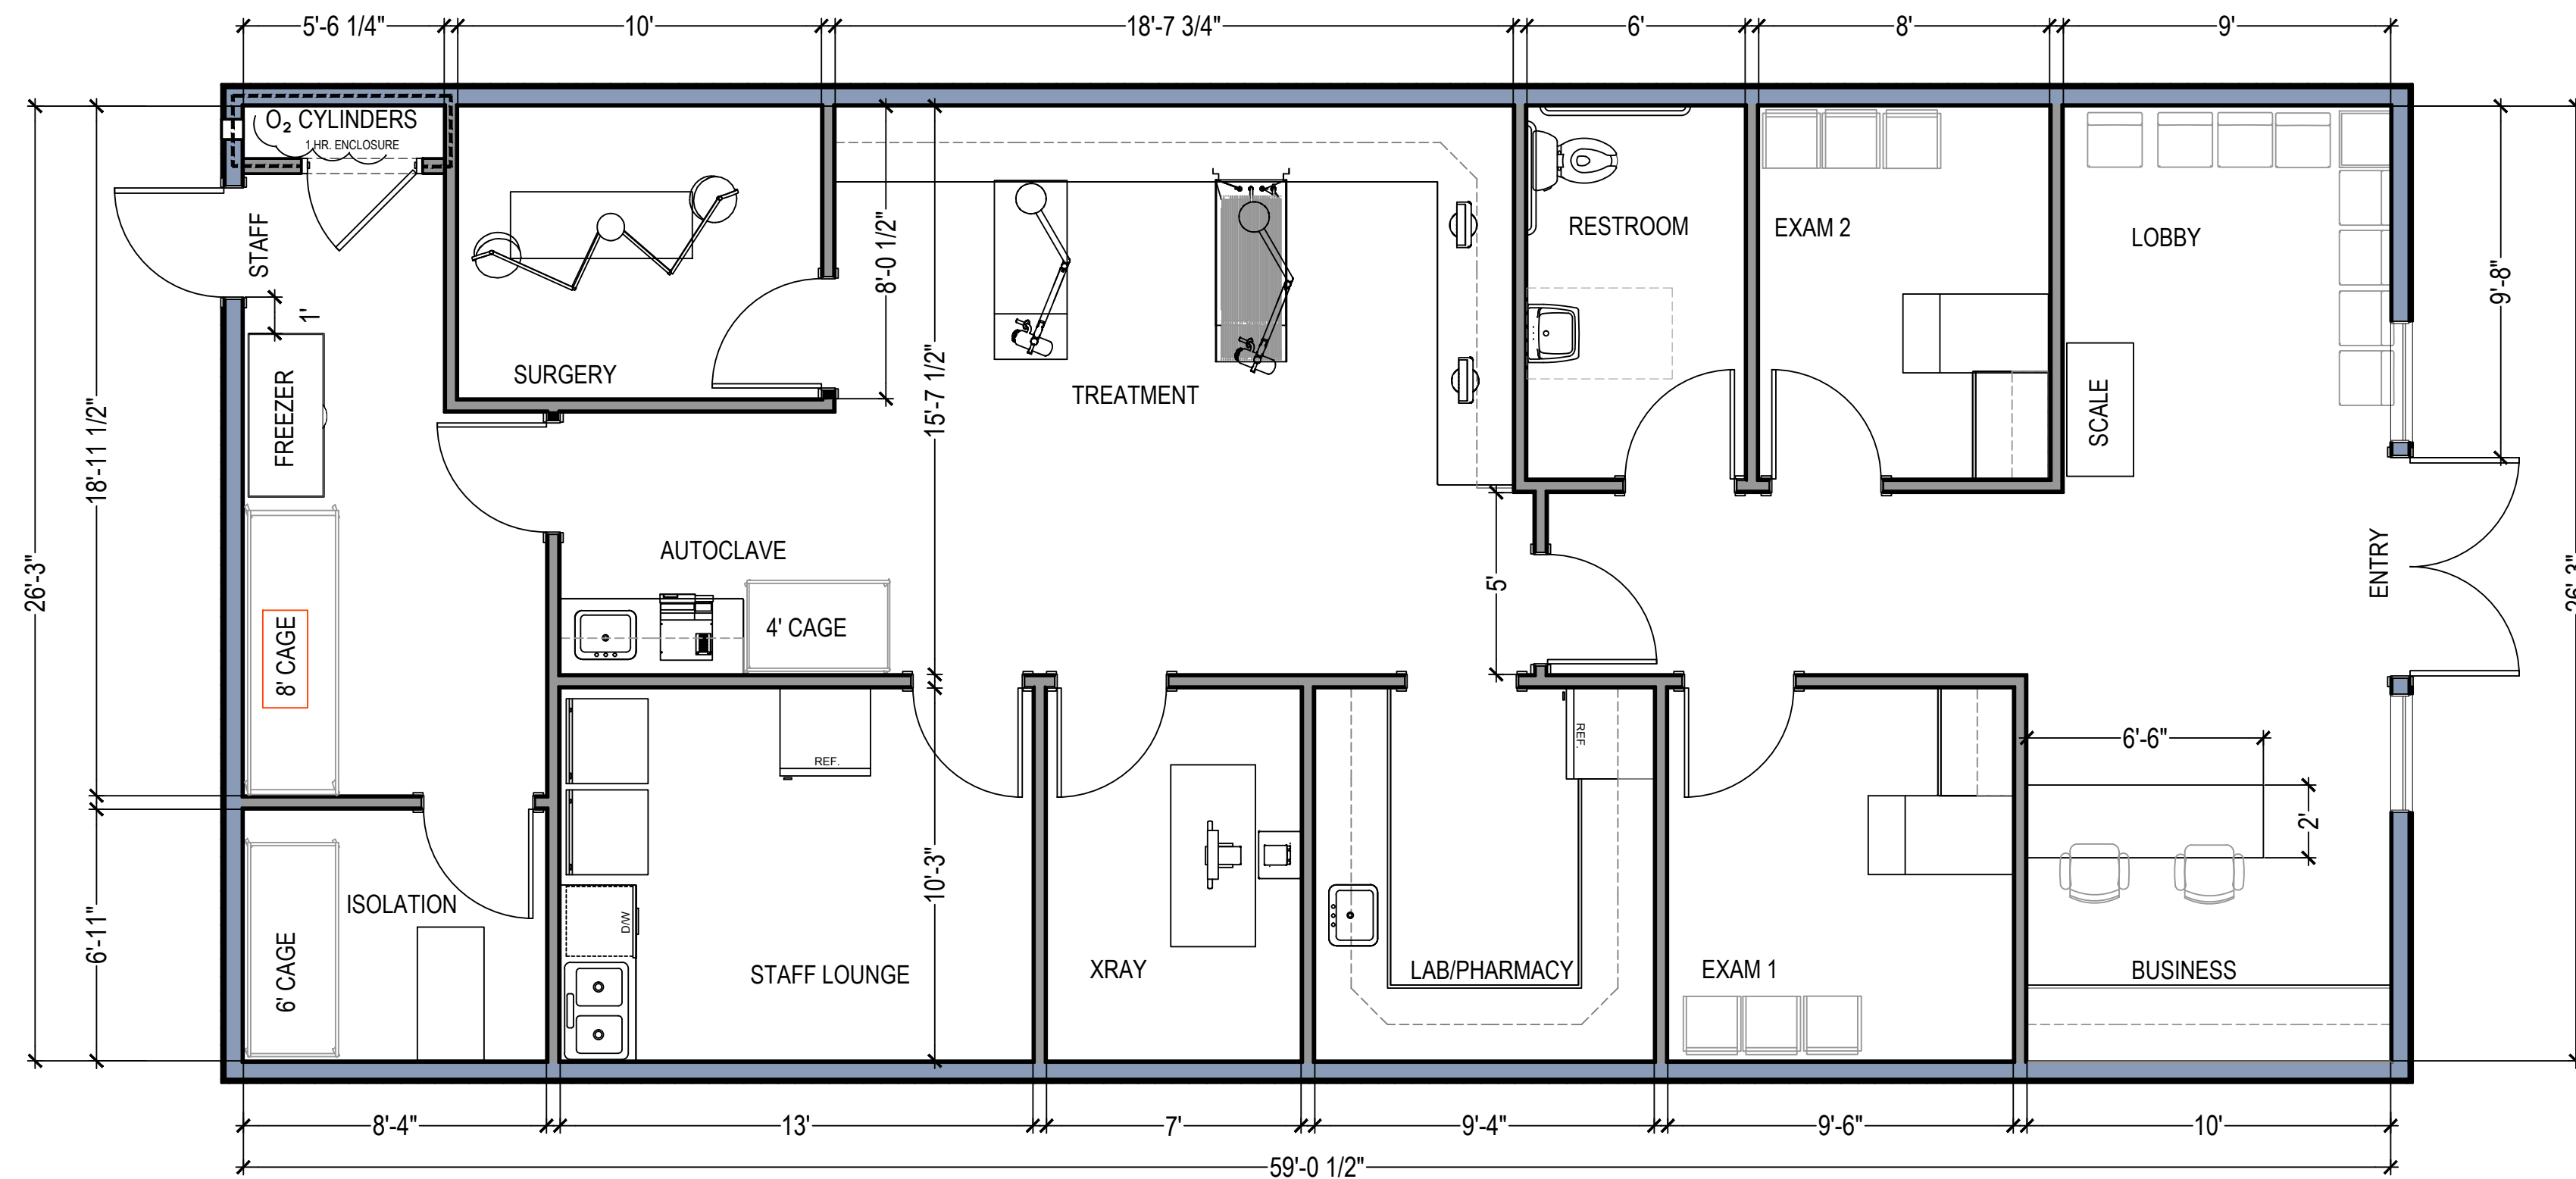 5'-6 1/4"
10'
18'-7 3/4"
6'
8'
9'
O₂ CYLINDERS
1 HR. ENCLOSURE
STAFF
1'
FREEZER
8' CAGE
18'-11 1/2"
26'-3"
6'-11"
SURGERY
8'-0 1/2"
15'-7 1/2"
TREATMENT
RESTROOM
EXAM 2
LOBBY
SCALE
9'-8"
26'-3"
ENTRY
AUTOCLAVE
4' CAGE
5'
ISOLATION
6' CAGE
REF.
D/W
STAFF LOUNGE
10'-3"
XRAY
REF.
LAB/PHARMACY
EXAM 1
6'-6"
2'
BUSINESS
8'-4"
13'
7'
9'-4"
9'-6"
10'
59'-0 1/2"